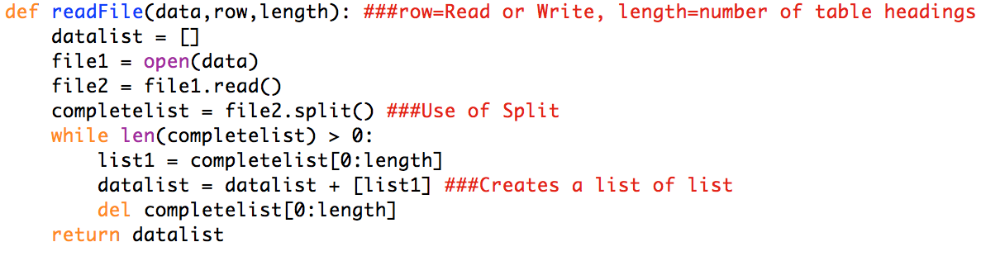 def readFile(data,row,length): ###row=Read or Write, length=number of table headings
    datalist = []
    file1 = open(data)
    file2 = file1.read()
    completelist = file2.split() ###Use of Split
    while len(completelist) > 0:
        list1 = completelist[0:length]
        datalist = datalist + [list1] ###Creates a list of list
        del completelist[0:length]
    return datalist